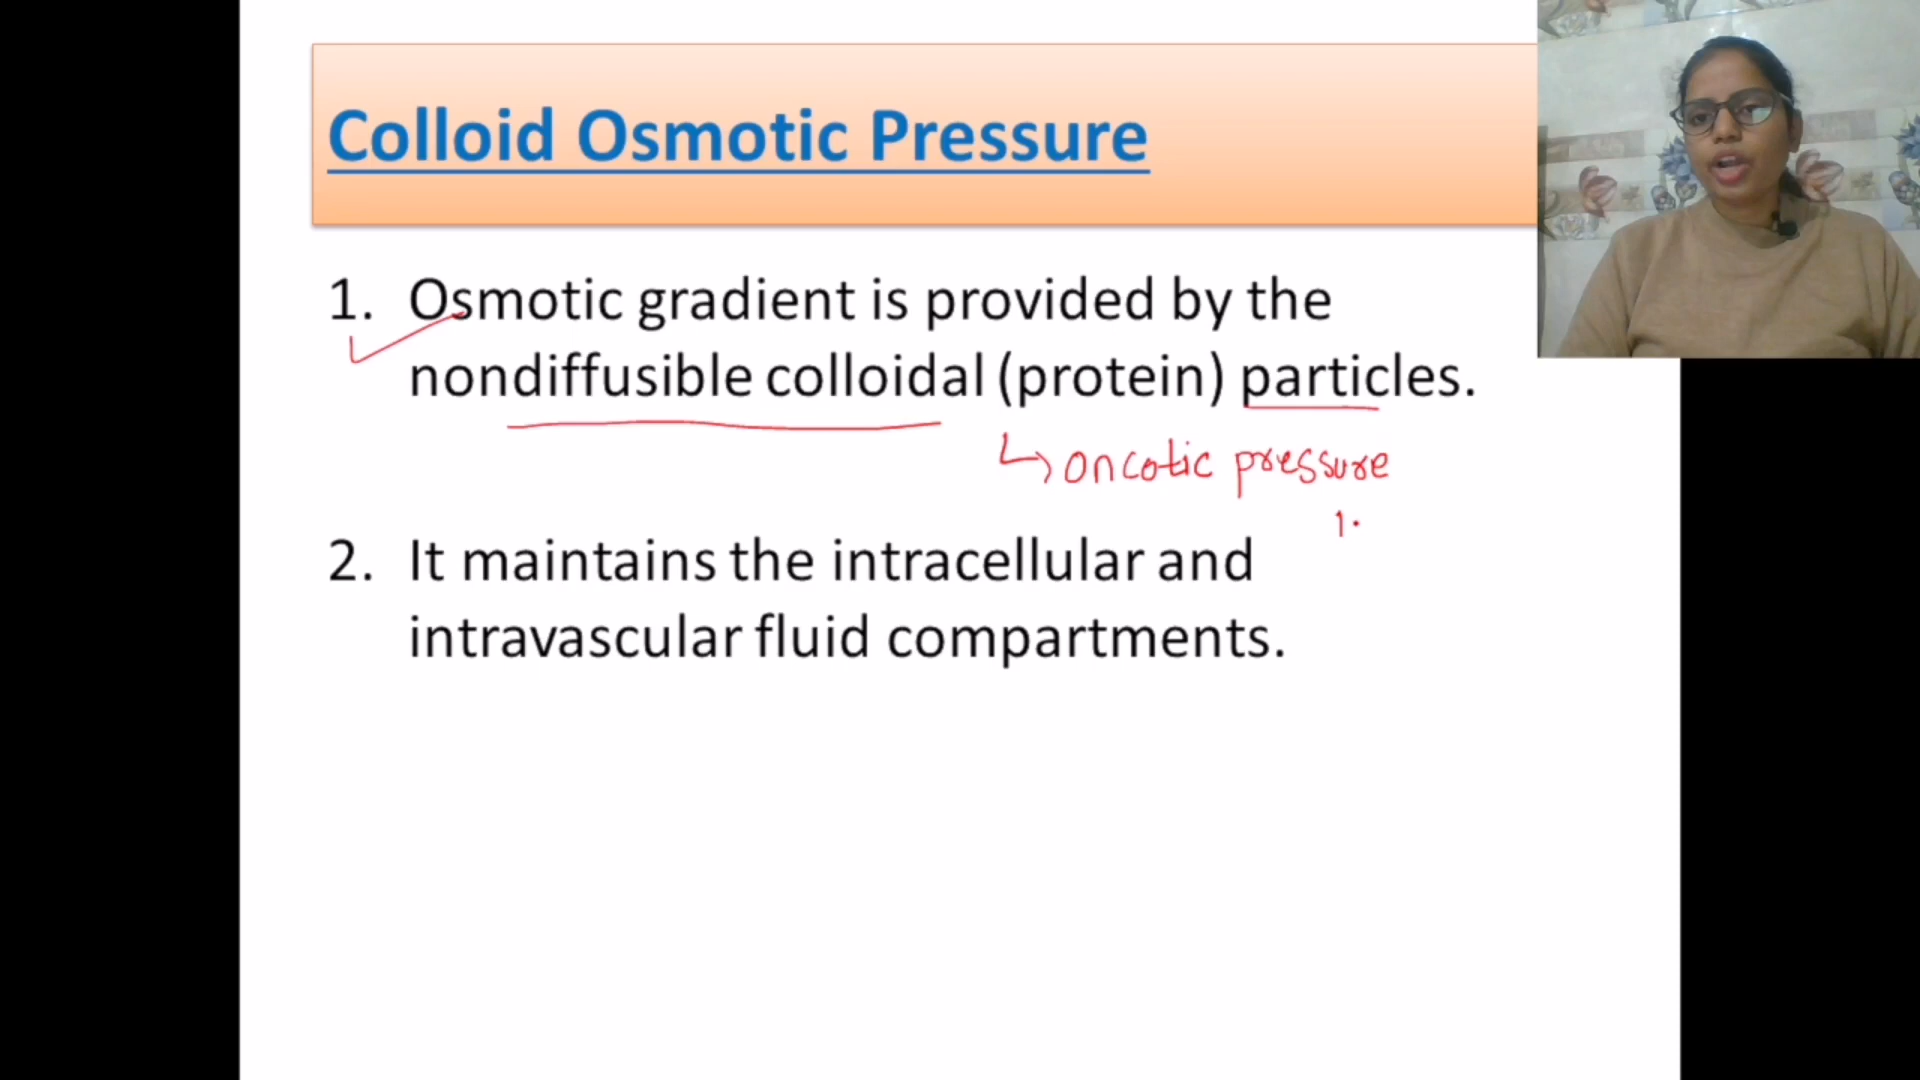 Colloid Osmotic Pressure
1. Osmotic gradient is provided by the
nondiffusible colloidal (protein) particles.
↳ oncotic pressure
1.
2. It maintains the intracellular and
intravascular fluid compartments.